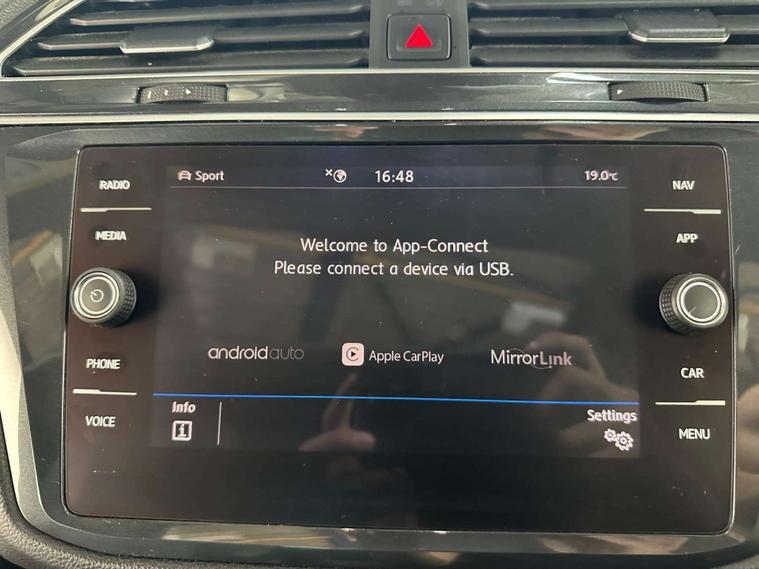 RADIO
MEDIA
PHONE
VOICE
Sport
16:48
19.0°C
Welcome to App-Connect
Please connect a device via USB.
androidauto
Apple CarPlay
MirrorLink
Info
Settings
NAV
APP
CAR
MENU